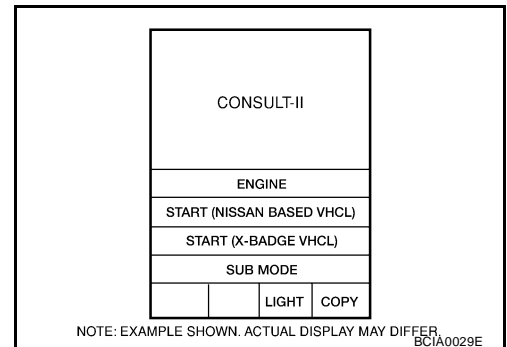 CONSULT-II
ENGINE
START (NISSAN BASED VHCL)
START (X-BADGE VHCL)
SUB MODE
LIGHT COPY
NOTE: EXAMPLE SHOWN. ACTUAL DISPLAY MAY DIFFER.
BCIA0029E